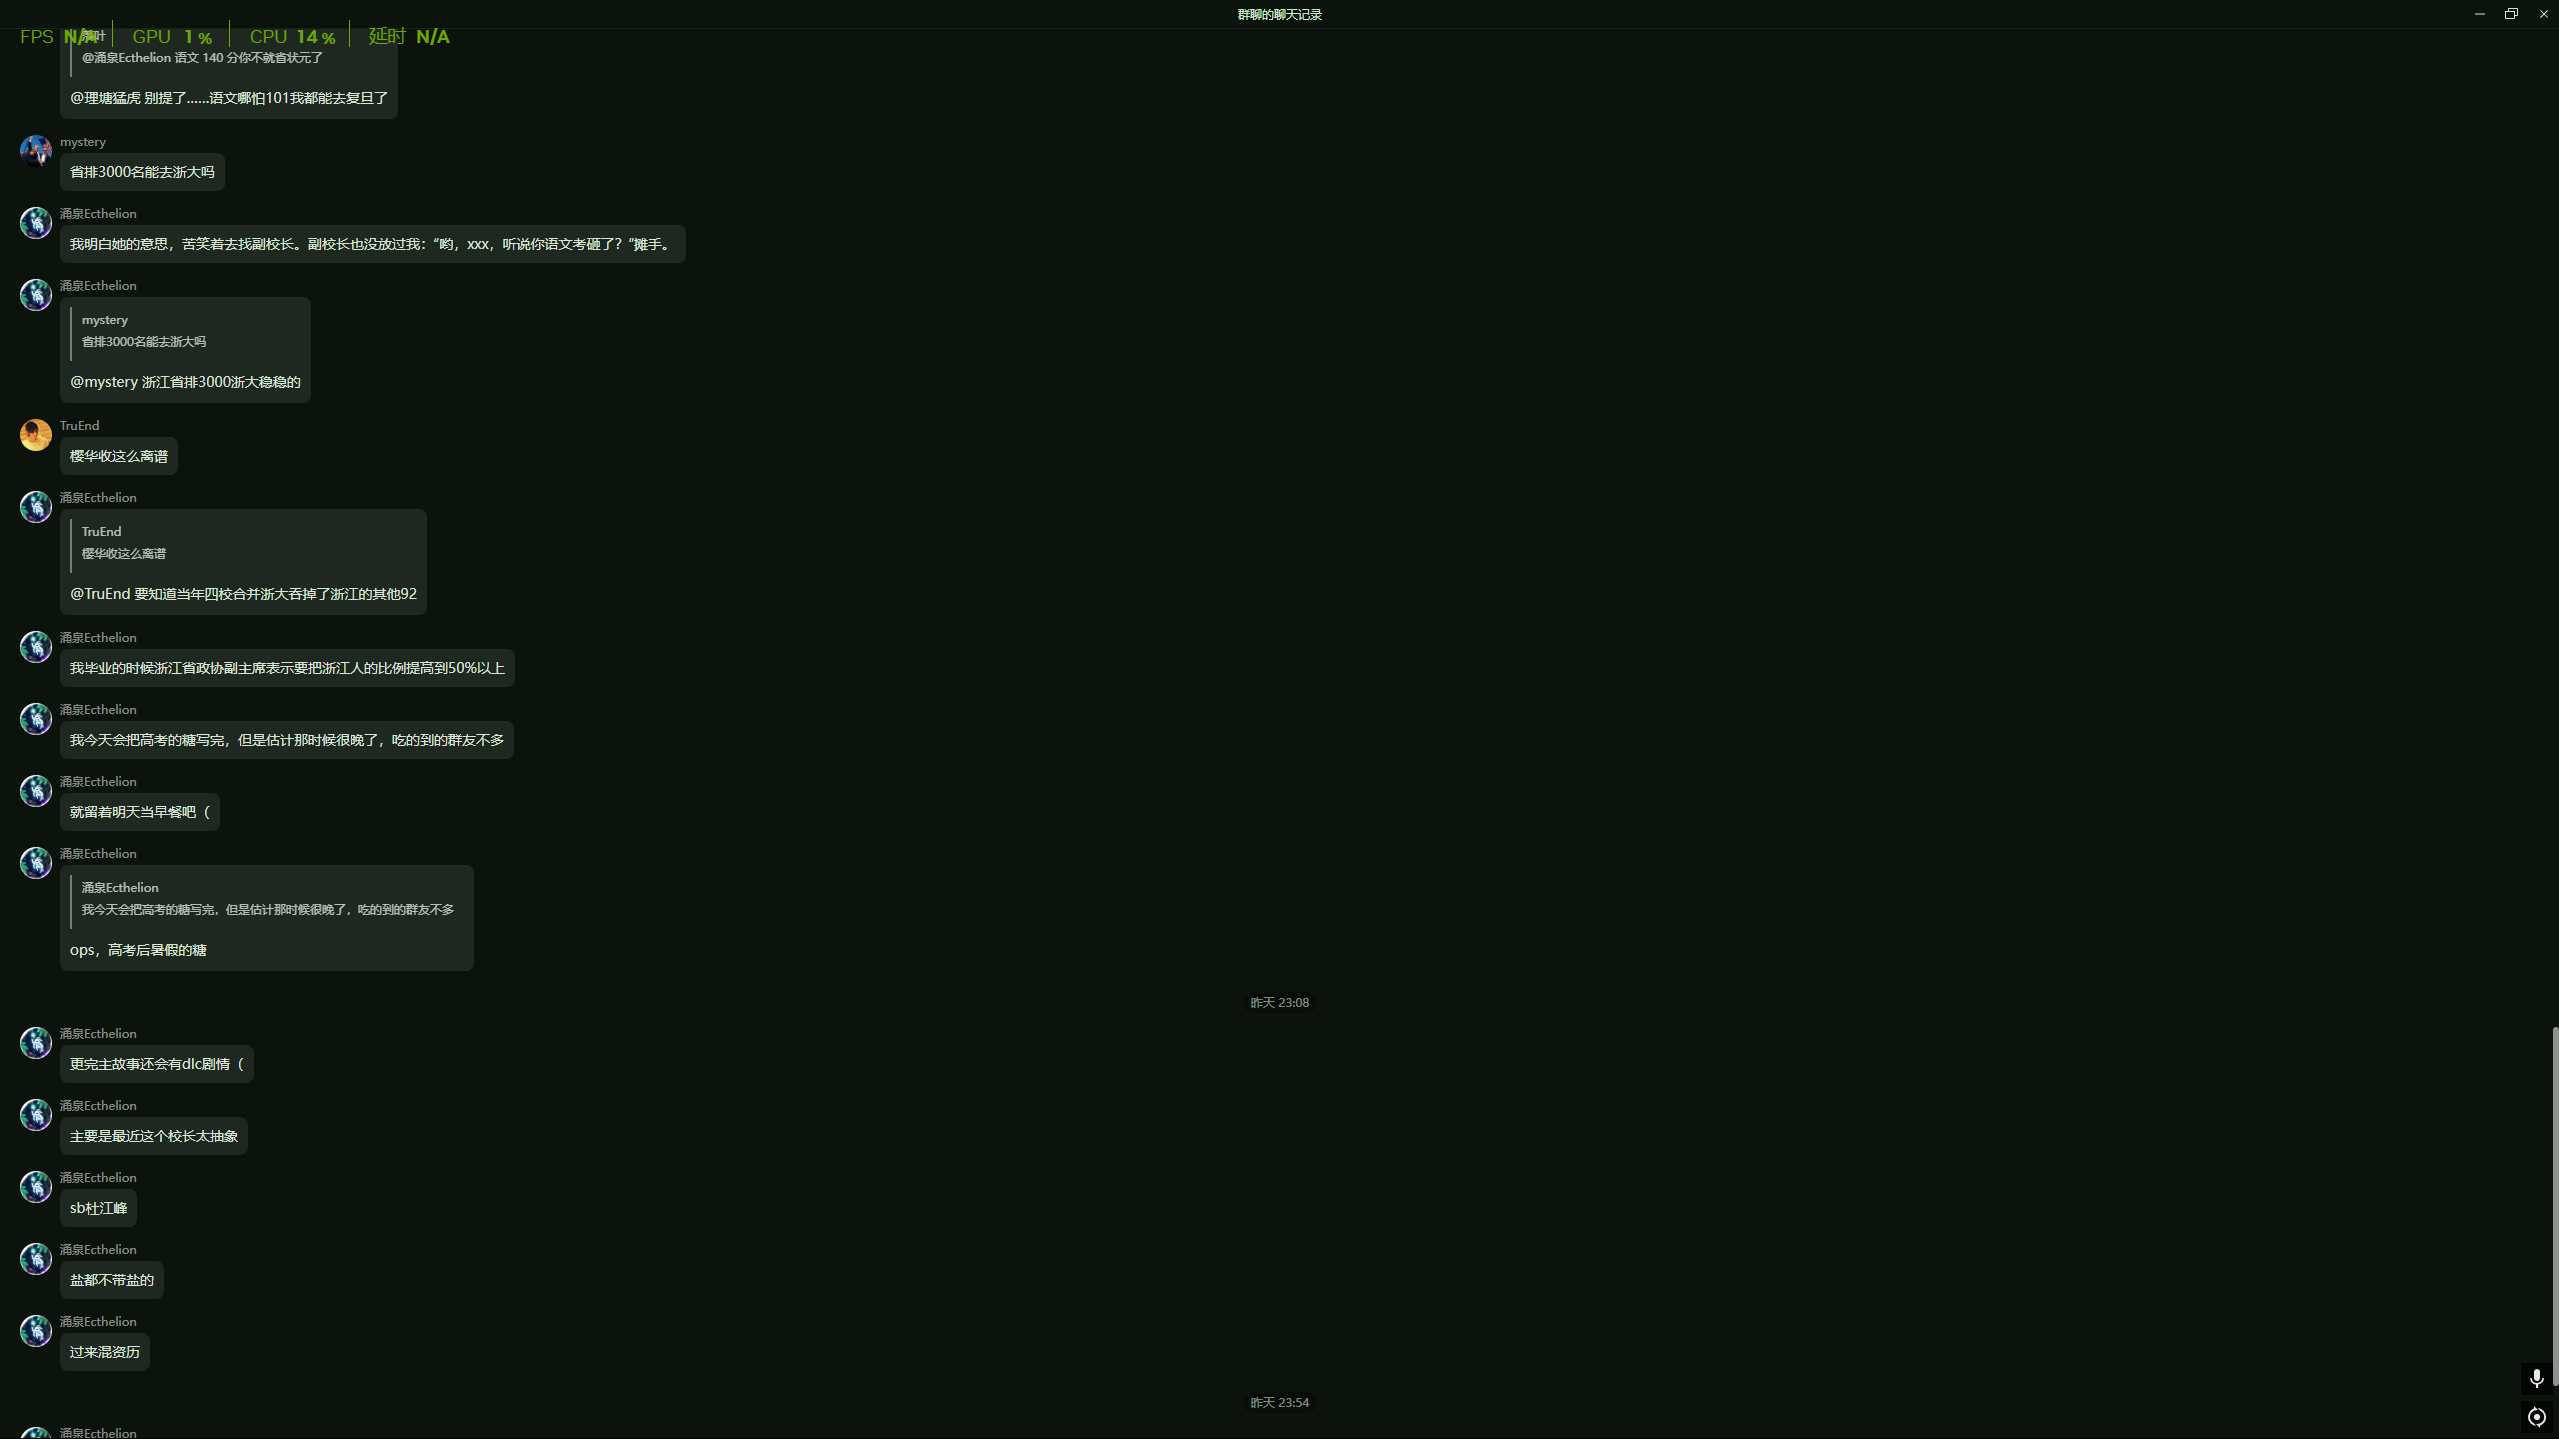 群聊的聊天记录
FPS N/A GPU 1 % CPU 14 % 延时 N/A
落叶
@涌泉Ecthelion 语文 140 分你不就省状元了
@理塘猛虎 别提了......语文哪怕101我都能去复旦了
mystery
省排3000名能去浙大吗
涌泉Ecthelion
我明白她的意思，苦笑着去找副校长。副校长也没放过我：“哟，xxx，听说你语文考砸了？”摊手。
涌泉Ecthelion
mystery
省排3000名能去浙大吗
@mystery 浙江省排3000浙大稳稳的
TruEnd
樱华收这么离谱
涌泉Ecthelion
TruEnd
樱华收这么离谱
@TruEnd 要知道当年四校合并浙大吞掉了浙江的其他92
涌泉Ecthelion
我毕业的时候浙江省政协副主席表示要把浙江人的比例提高到50%以上
涌泉Ecthelion
我今天会把高考的糖写完，但是估计那时候很晚了，吃的到的群友不多
涌泉Ecthelion
就留着明天当早餐吧（
涌泉Ecthelion
涌泉Ecthelion
我今天会把高考的糖写完，但是估计那时候很晚了，吃的到的群友不多
ops，高考后暑假的糖
昨天 23:08
涌泉Ecthelion
更完主故事还会有dlc剧情（
涌泉Ecthelion
主要是最近这个校长太抽象
涌泉Ecthelion
sb杜江峰
涌泉Ecthelion
盐都不带盐的
涌泉Ecthelion
过来混资历
昨天 23:54
涌泉Ecthelion